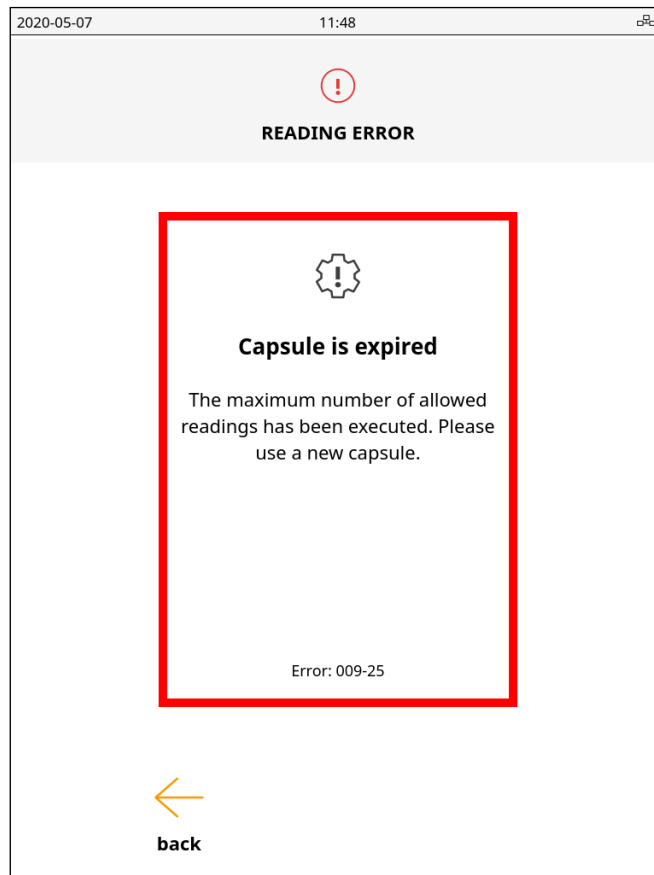 2020-05-07 11:48
READING ERROR
Capsule is expired
The maximum number of allowed
readings has been executed. Please
use a new capsule.
Error: 009-25
back